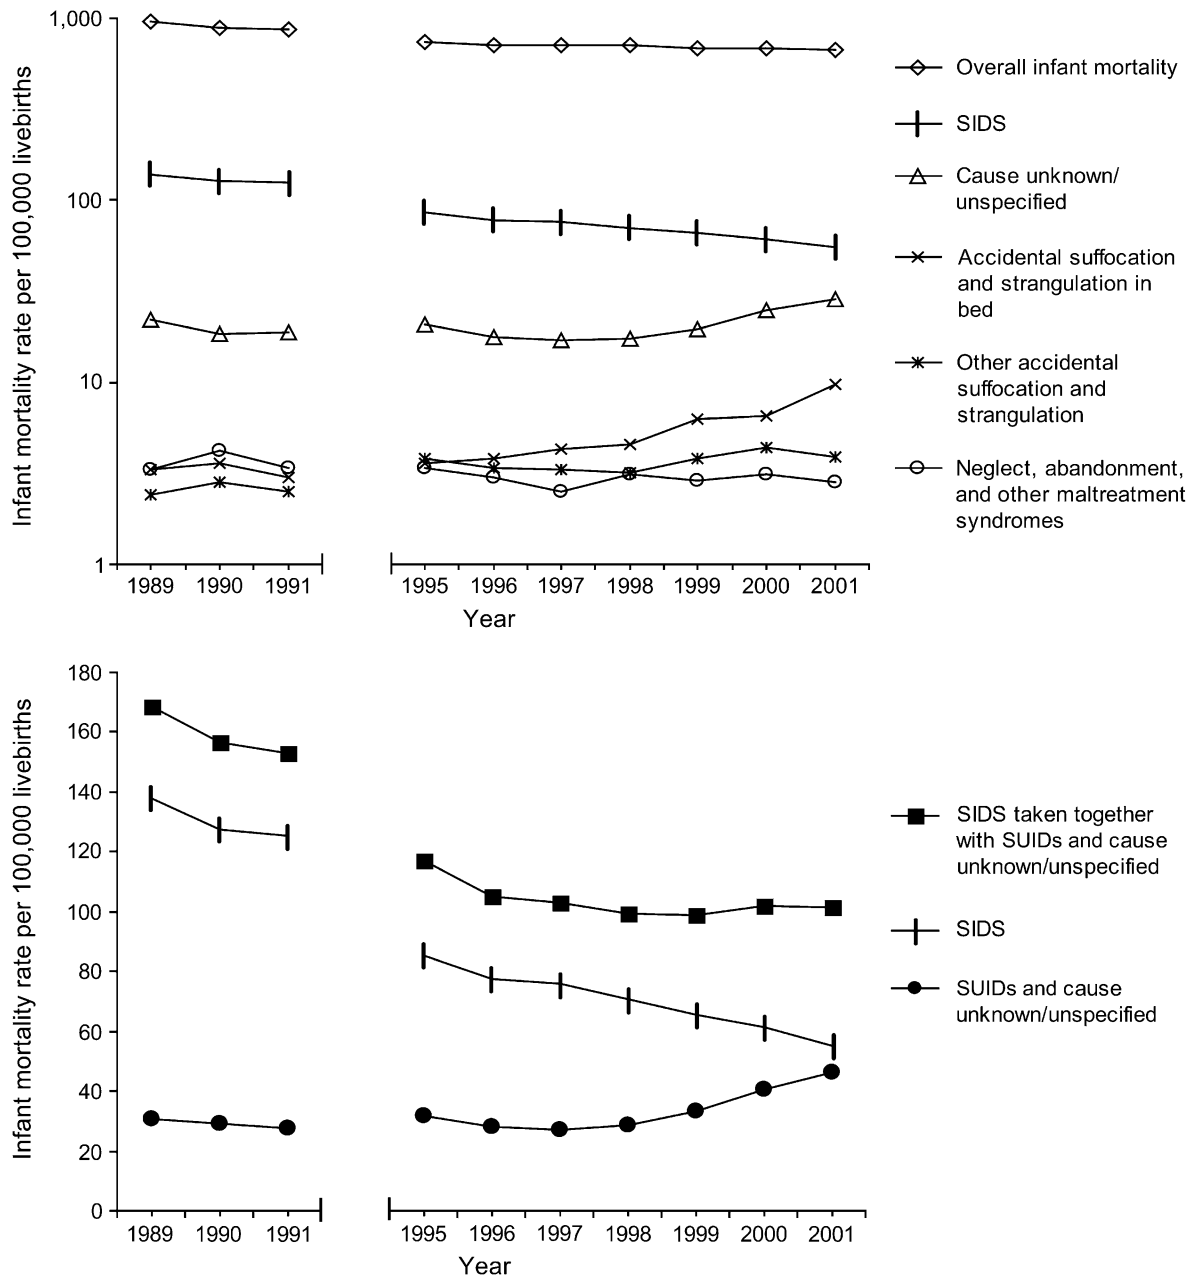 Infant mortality rate per 100,000 livebirths
1,000
100
10
1
1989 1990 1991 1995 1996 1997 1998 1999 2000 2001
Year
Overall infant mortality
SIDS
Cause unknown/
unspecified
Accidental suffocation
and strangulation in
bed
Other accidental
suffocation and
strangulation
Neglect, abandonment,
and other maltreatment
syndromes
Infant mortality rate per 100,000 livebirths
180
160
140
120
100
80
60
40
20
0
1989 1990 1991 1995 1996 1997 1998 1999 2000 2001
Year
SIDS taken together
with SUIDs and cause
unknown/unspecified
SIDS
SUIDs and cause
unknown/unspecified